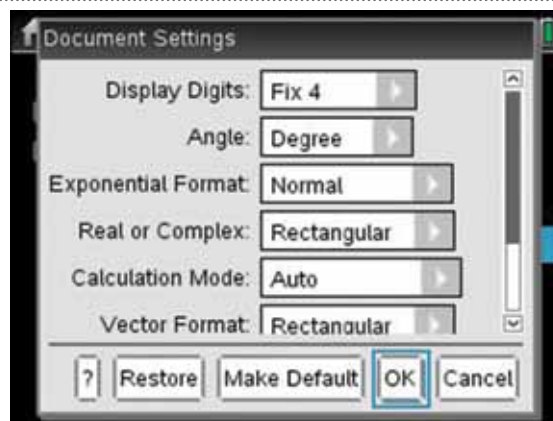 Document Settings
Display Digits: Fix 4
Angle: Degree
Exponential Format: Normal
Real or Complex: Rectangular
Calculation Mode: Auto
Vector Format: Rectangular
? Restore Make Default OK Cancel